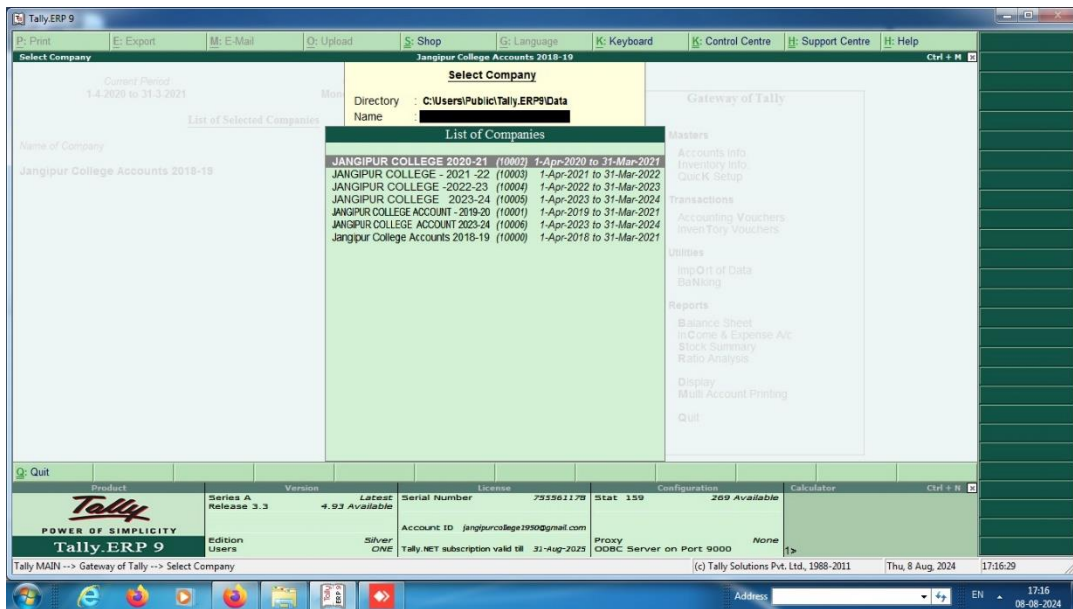 Tally.ERP 9
P: Print E: Export M: E-Mail O: Upload S: Shop G: Language K: Keyboard K: Control Centre H: Support Centre H: Help
Select Company Jangipur College Accounts 2018-19 Ctrl + M
Current Period
1-4-2020 to 31-3-2021
List of Selected Companies
Name of Company
Jangipur College Accounts 2018-19
Select Company
Directory : C:\Users\Public\Tally.ERP9\Data
Name :
List of Companies
JANGIPUR COLLEGE 2020-21 (10002) 1-Apr-2020 to 31-Mar-2021
JANGIPUR COLLEGE - 2021 -22 (10003) 1-Apr-2021 to 31-Mar-2022
JANGIPUR COLLEGE -2022-23 (10004) 1-Apr-2022 to 31-Mar-2023
JANGIPUR COLLEGE 2023-24 (10005) 1-Apr-2023 to 31-Mar-2024
JANGIPUR COLLEGE ACCOUNT - 2019-20 (10001) 1-Apr-2019 to 31-Mar-2021
JANGIPUR COLLEGE ACCOUNT 2023-24 (10006) 1-Apr-2023 to 31-Mar-2024
Jangipur College Accounts 2018-19 (10000) 1-Apr-2018 to 31-Mar-2021
Gateway of Tally
Masters
Accounts Info.
Inventory Info.
QuicK Setup
Transactions
Accounting Vouchers
InvenTory Vouchers
Utilities
ImpOrt of Data
BaNking
Reports
Balance Sheet
inCome & Expense A/c
Stock Summary
Ratio Analysis
Display
Multi Account Printing
Quit
Q: Quit
Product Version License Configuration Calculator Ctrl + N
Tally
POWER OF SIMPLICITY
Tally.ERP 9
Series A Latest
Release 3.3 4.93 Available
Edition Silver
Users ONE
Serial Number 755561178
Account ID jangipurcollege1950@gmail.com
Tally.NET subscription valid till 31-Aug-2025
Stat 159 269 Available
Proxy None
ODBC Server on Port 9000
1>
Tally MAIN --> Gateway of Tally --> Select Company (c) Tally Solutions Pvt. Ltd., 1988-2011 Thu, 8 Aug, 2024 17:16:29
Address EN 17:16
08-08-2024